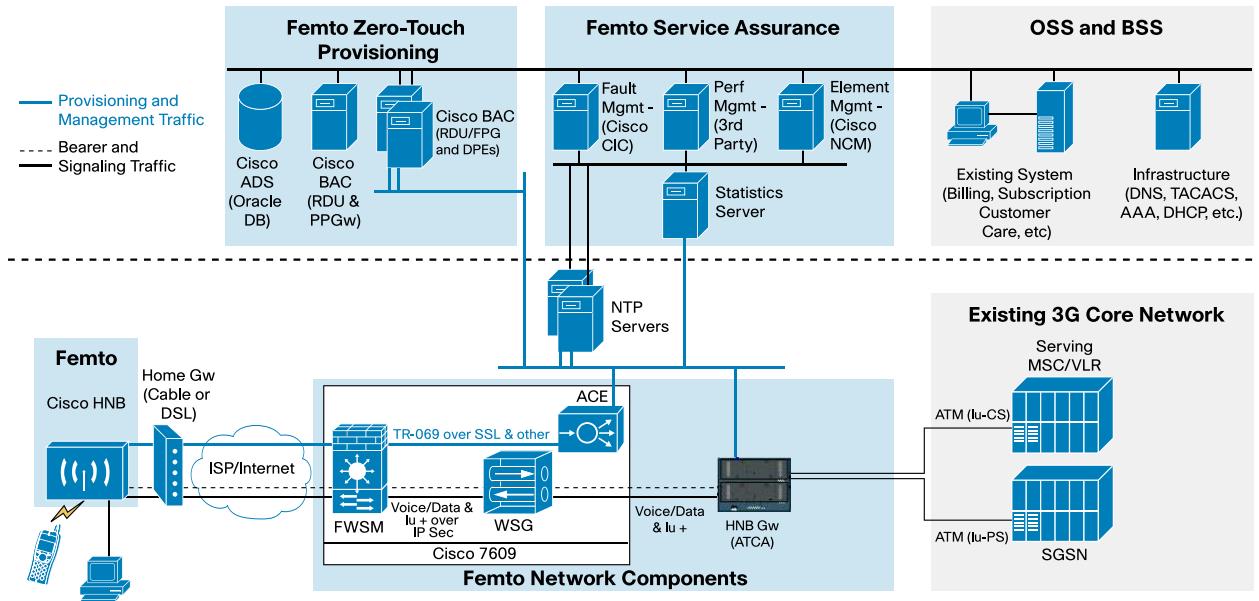 Femto Zero-Touch
Provisioning
Femto Service Assurance
OSS and BSS
Provisioning and
Management Traffic
Bearer and
Signaling Traffic
Cisco
ADS
(Oracle
DB)
Cisco
BAC
(RDU &
PPGw)
Cisco BAC
(RDU/FPG
and DPEs)
Fault
Mgmt -
(Cisco
CIC)
Perf
Mgmt -
(3rd
Party)
Element
Mgmt -
(Cisco
NCM)
Statistics
Server
Existing System
(Billing, Subscription
Customer
Care, etc)
Infrastructure
(DNS, TACACS,
AAA, DHCP, etc.)
NTP
Servers
Femto
Cisco HNB
Home Gw
(Cable or
DSL)
ISP/Internet
ACE
TR-069 over SSL & other
FWSM
Voice/Data &
Iu + over
IP Sec
WSG
Cisco 7609
Voice/Data
& Iu +
HNB Gw
(ATCA)
Femto Network Components
Existing 3G Core Network
Serving
MSC/VLR
ATM (Iu-CS)
ATM (Iu-PS)
SGSN